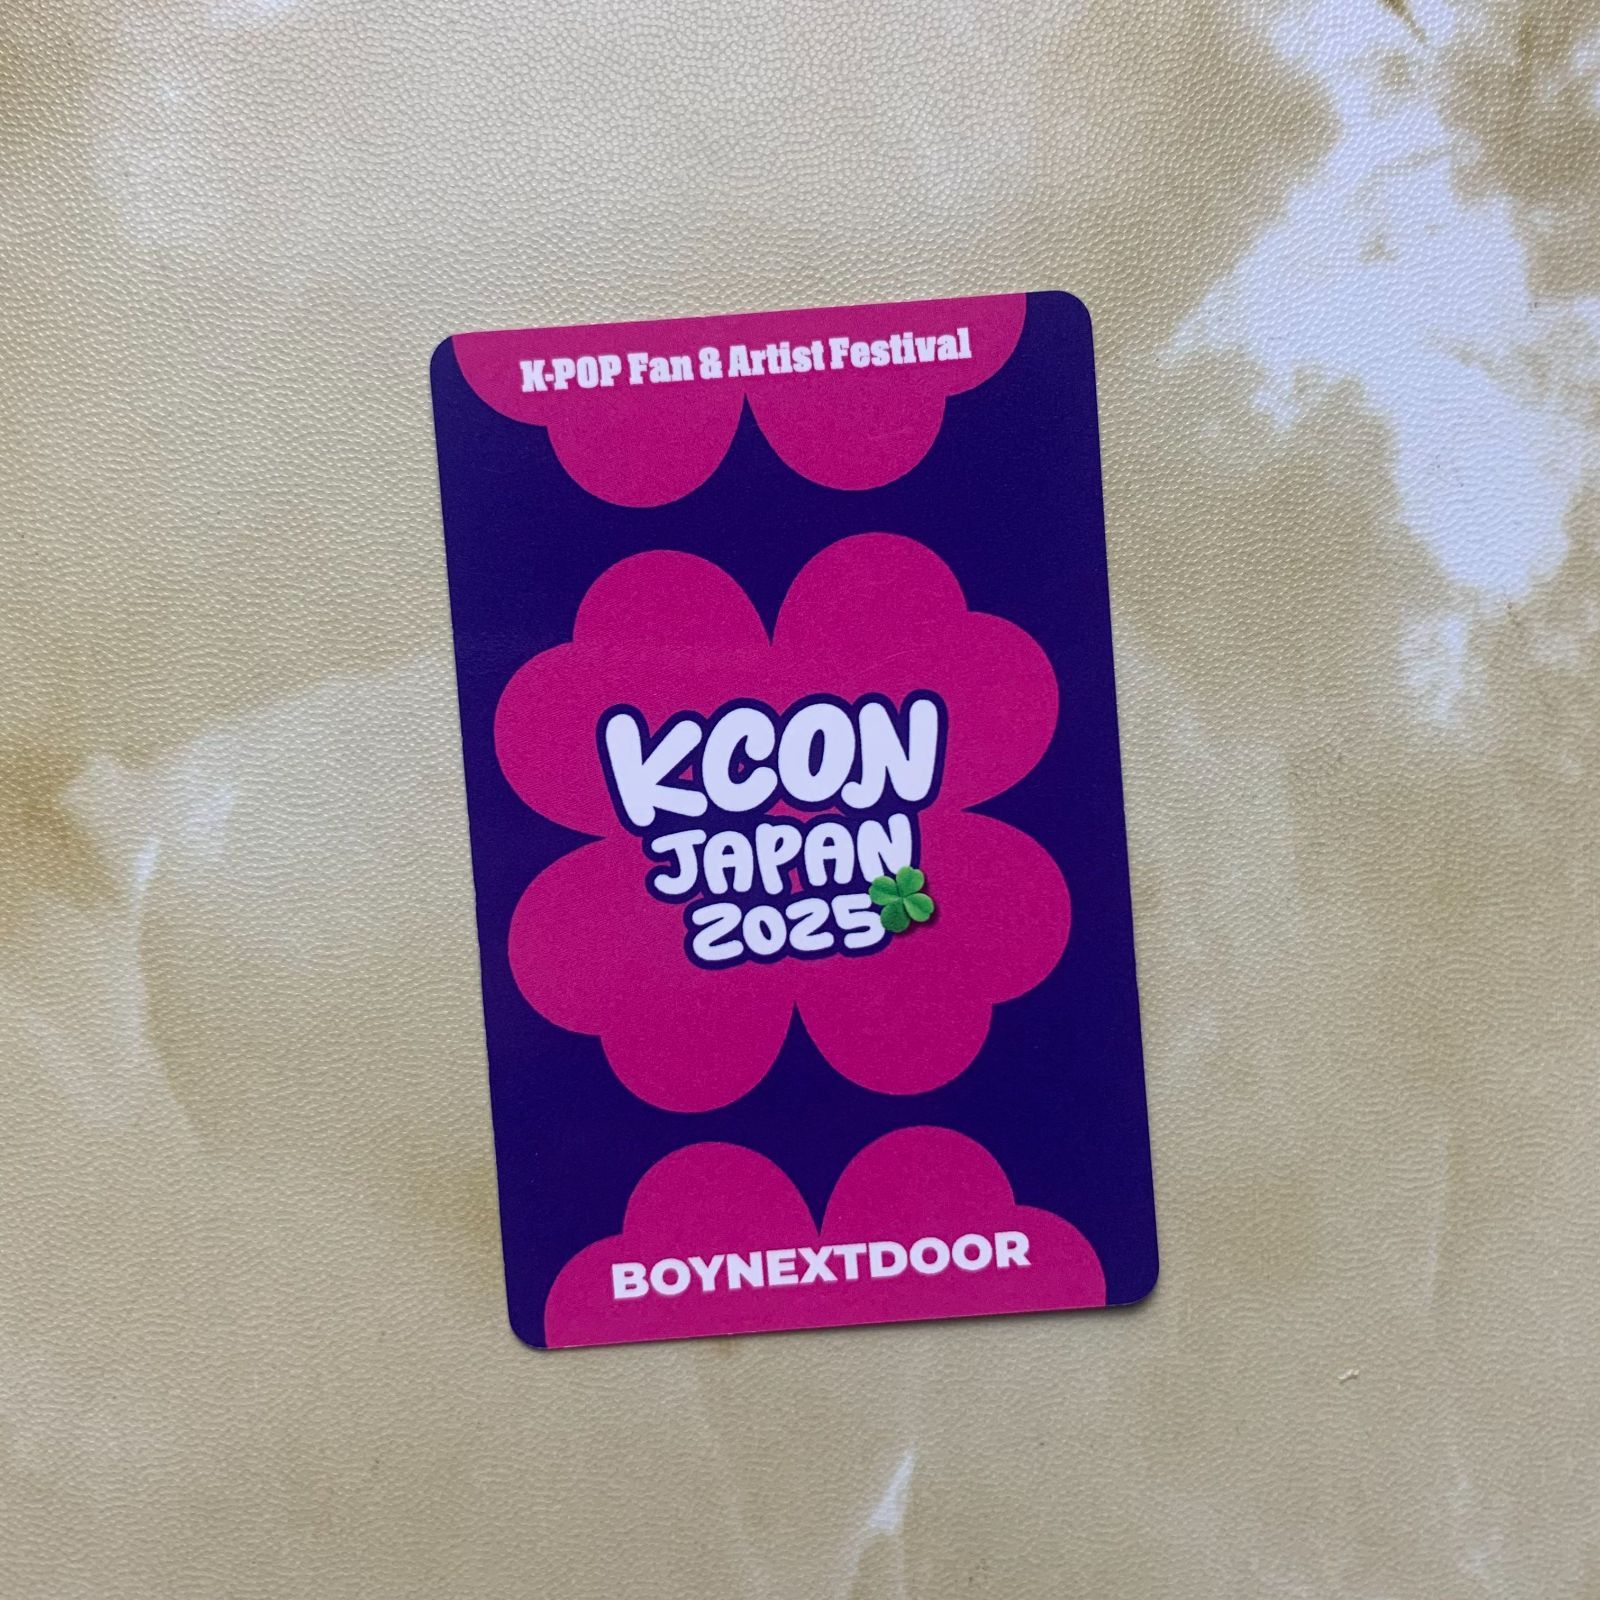 K-POP Fan & Artist Festival
KCON
JAPAN
2025
BOYNEXTDOOR